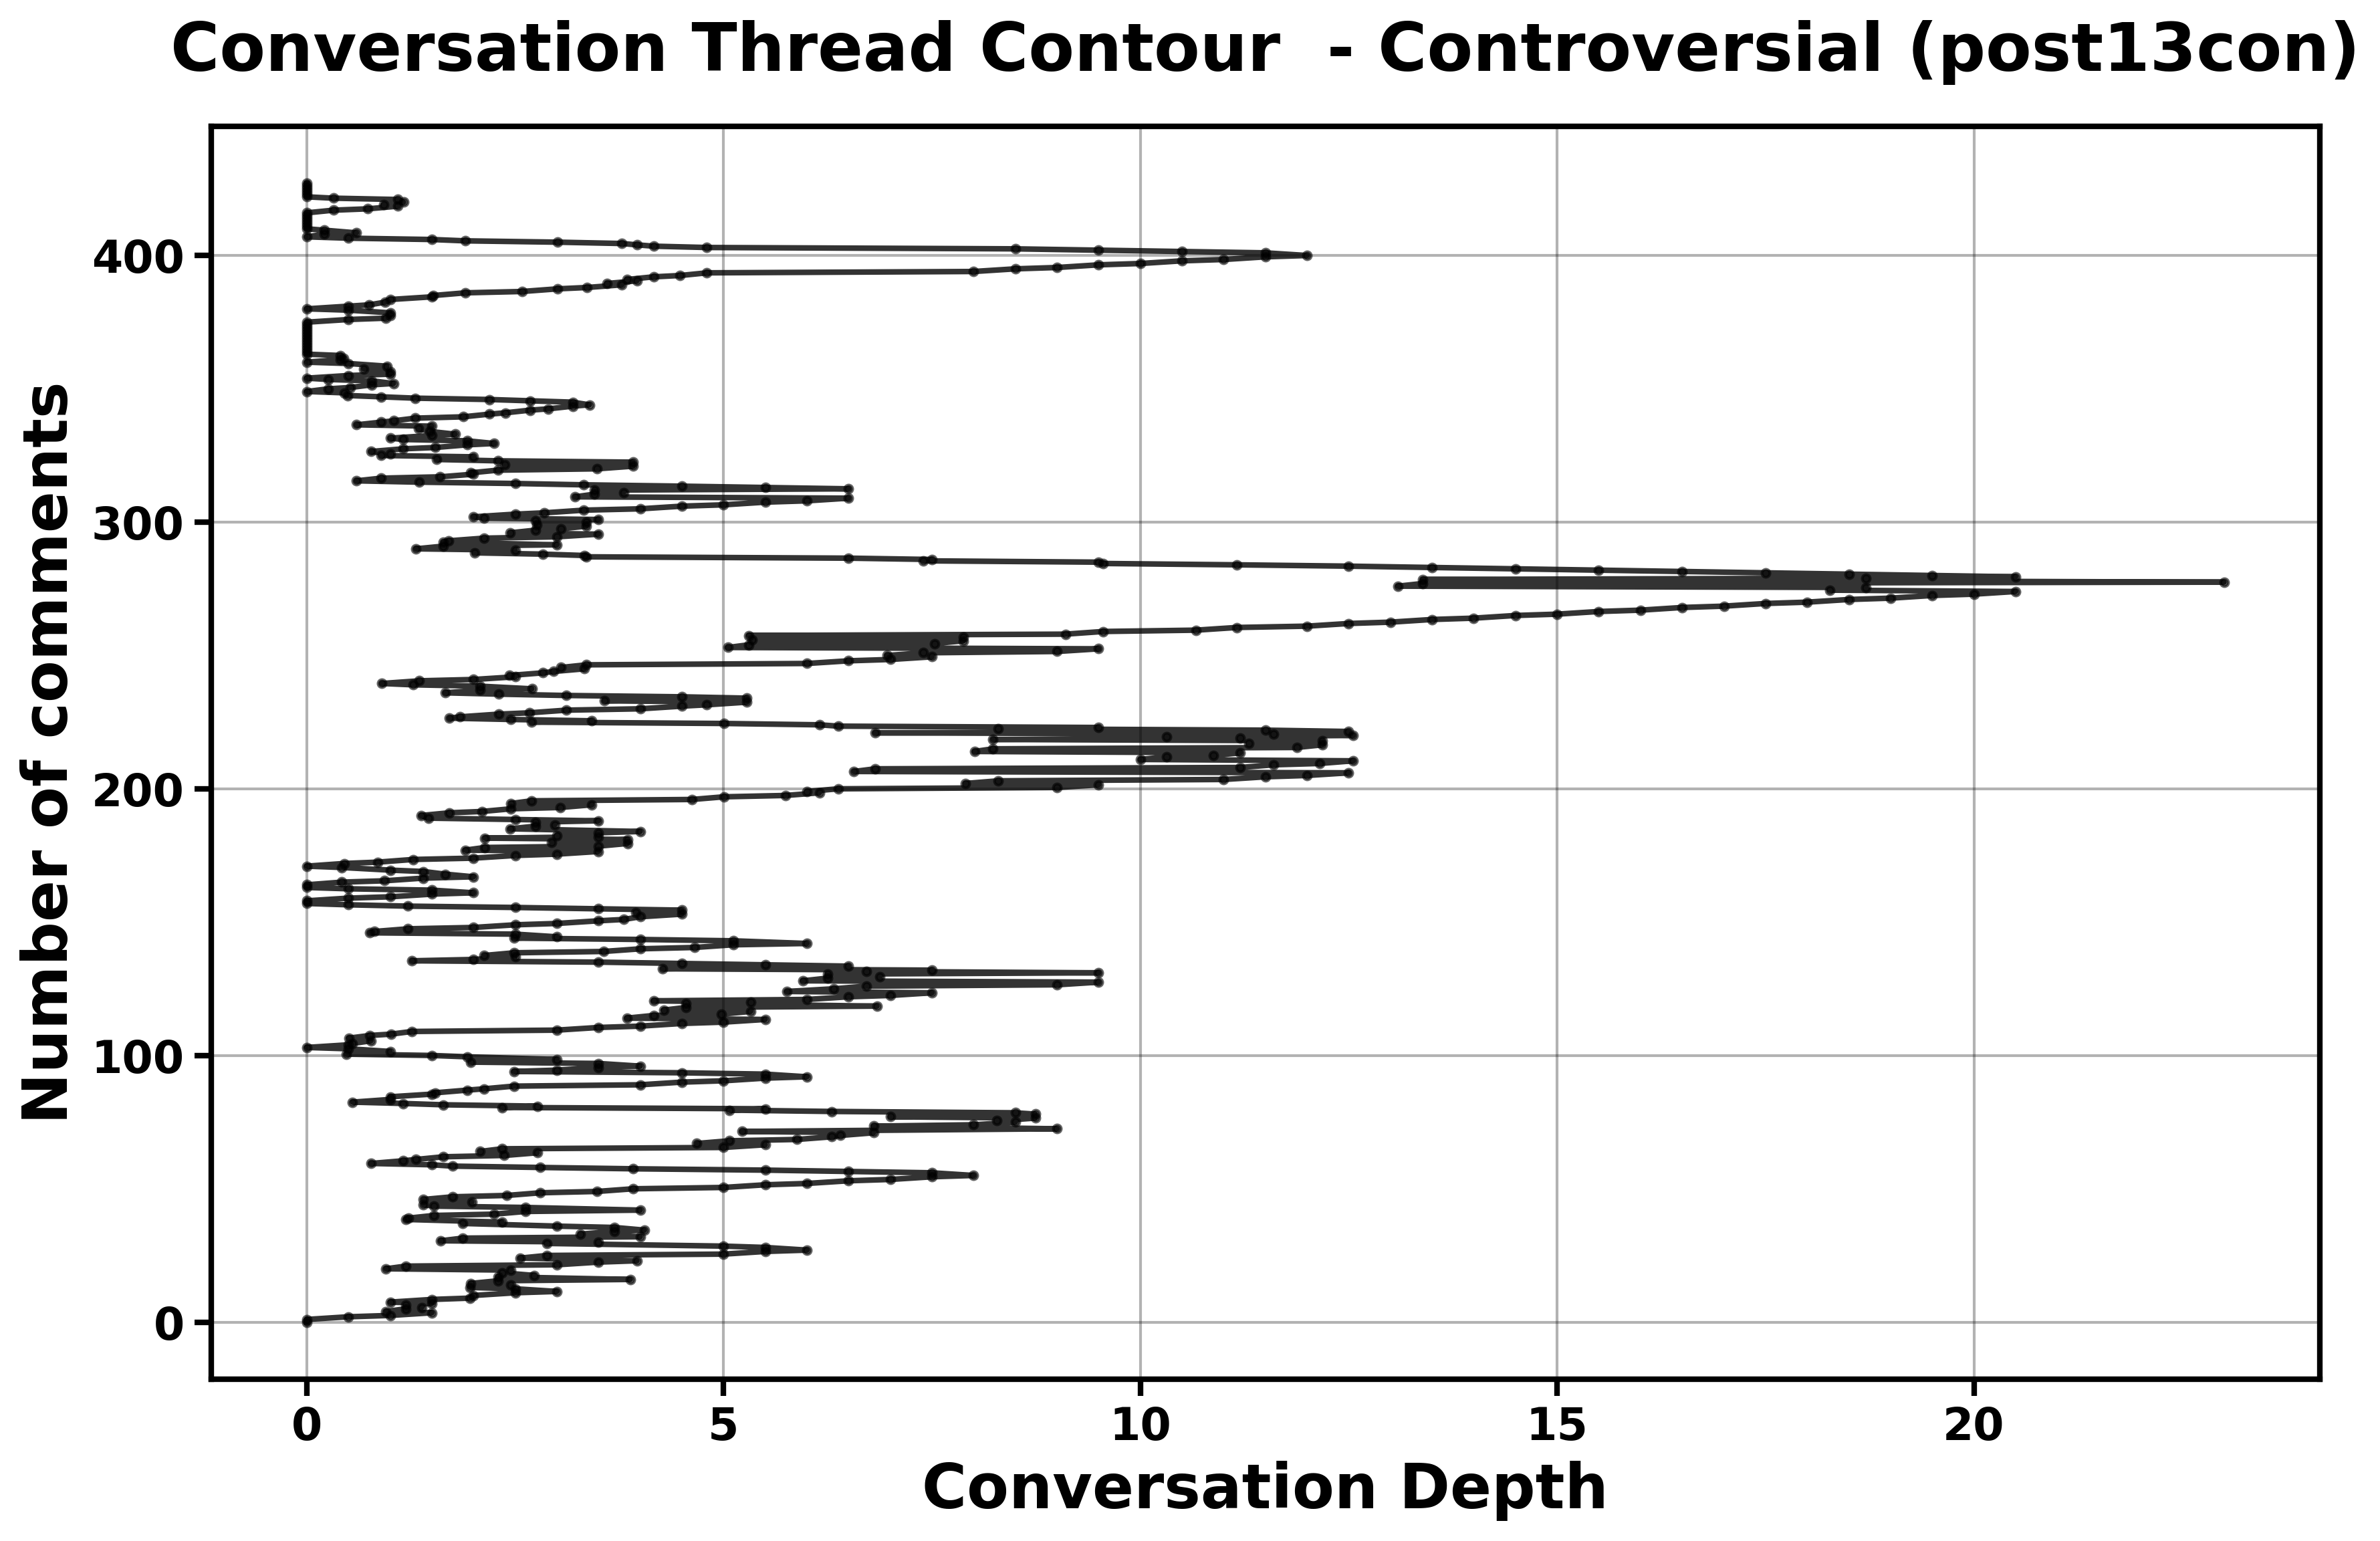 Conversation Thread Contour  - Controversial (post13con)
Number of comments
400
300
200
100
0
0 5 10 15 20
Conversation Depth